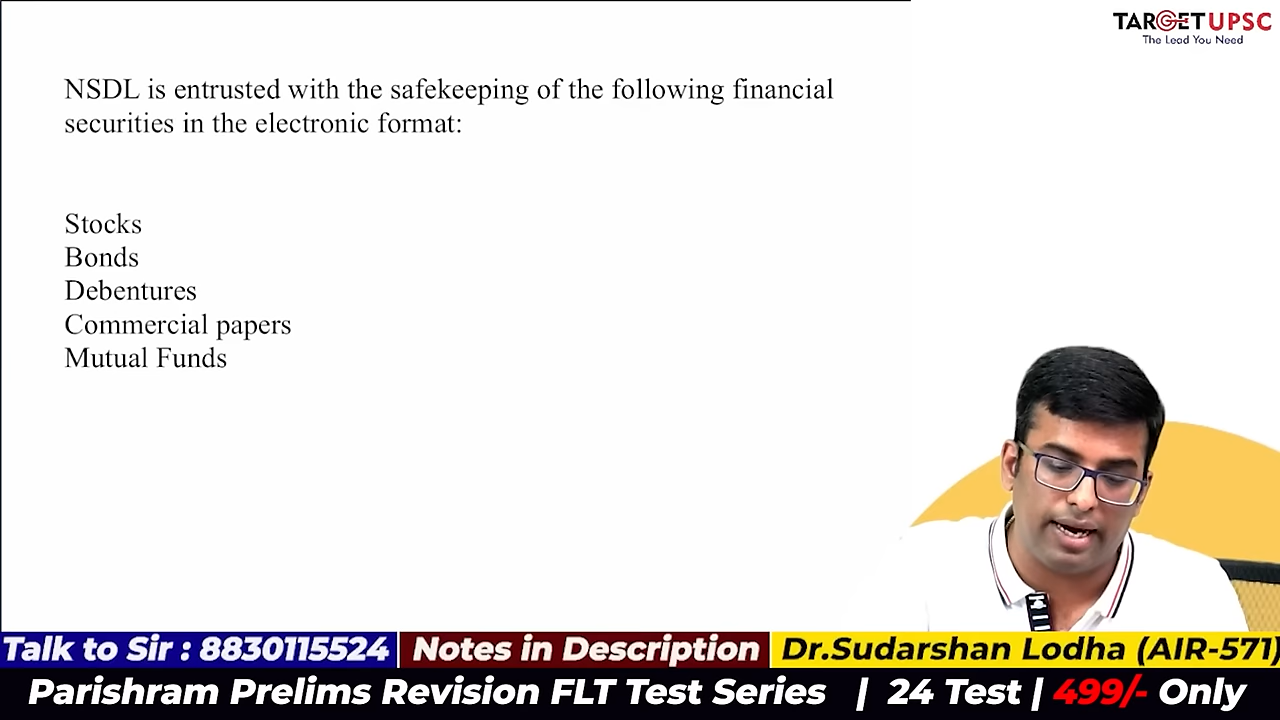 TARGET UPSC
The Lead You Need
NSDL is entrusted with the safekeeping of the following financial
securities in the electronic format:
Stocks
Bonds
Debentures
Commercial papers
Mutual Funds
Talk to Sir : 8830115524 Notes in Description Dr.Sudarshan Lodha (AIR-571)
Parishram Prelims Revision FLT Test Series | 24 Test | 499/- Only